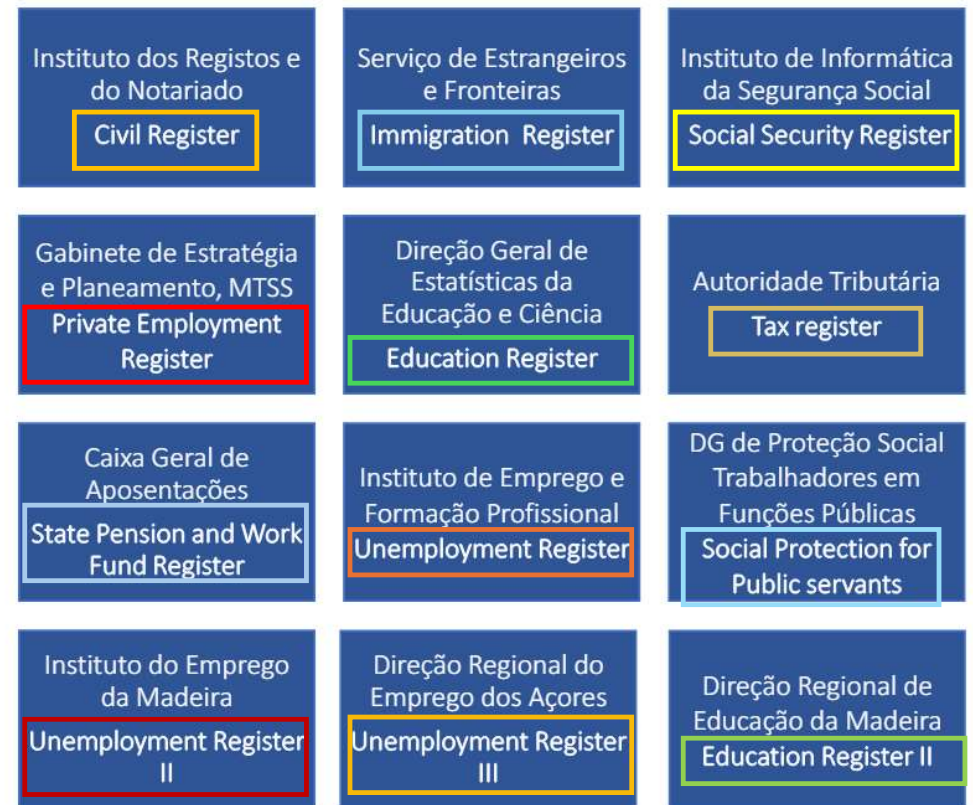 Instituto dos Registos e
do Notariado
Civil Register
Serviço de Estrangeiros
e Fronteiras
Immigration Register
Instituto de Informática
da Segurança Social
Social Security Register
Gabinete de Estratégia
e Planeamento, MTSS
Private Employment
Register
Direção Geral de
Estatísticas da
Educação e Ciência
Education Register
Autoridade Tributária
Tax register
Caixa Geral de
Aposentações
State Pension and Work
Fund Register
Instituto de Emprego e
Formação Profissional
Unemployment Register
DG de Proteção Social
Trabalhadores em
Funções Públicas
Social Protection for
Public servants
Instituto do Emprego
da Madeira
Unemployment Register
II
Direção Regional do
Emprego dos Açores
Unemployment Register
III
Direção Regional de
Educação da Madeira
Education Register II